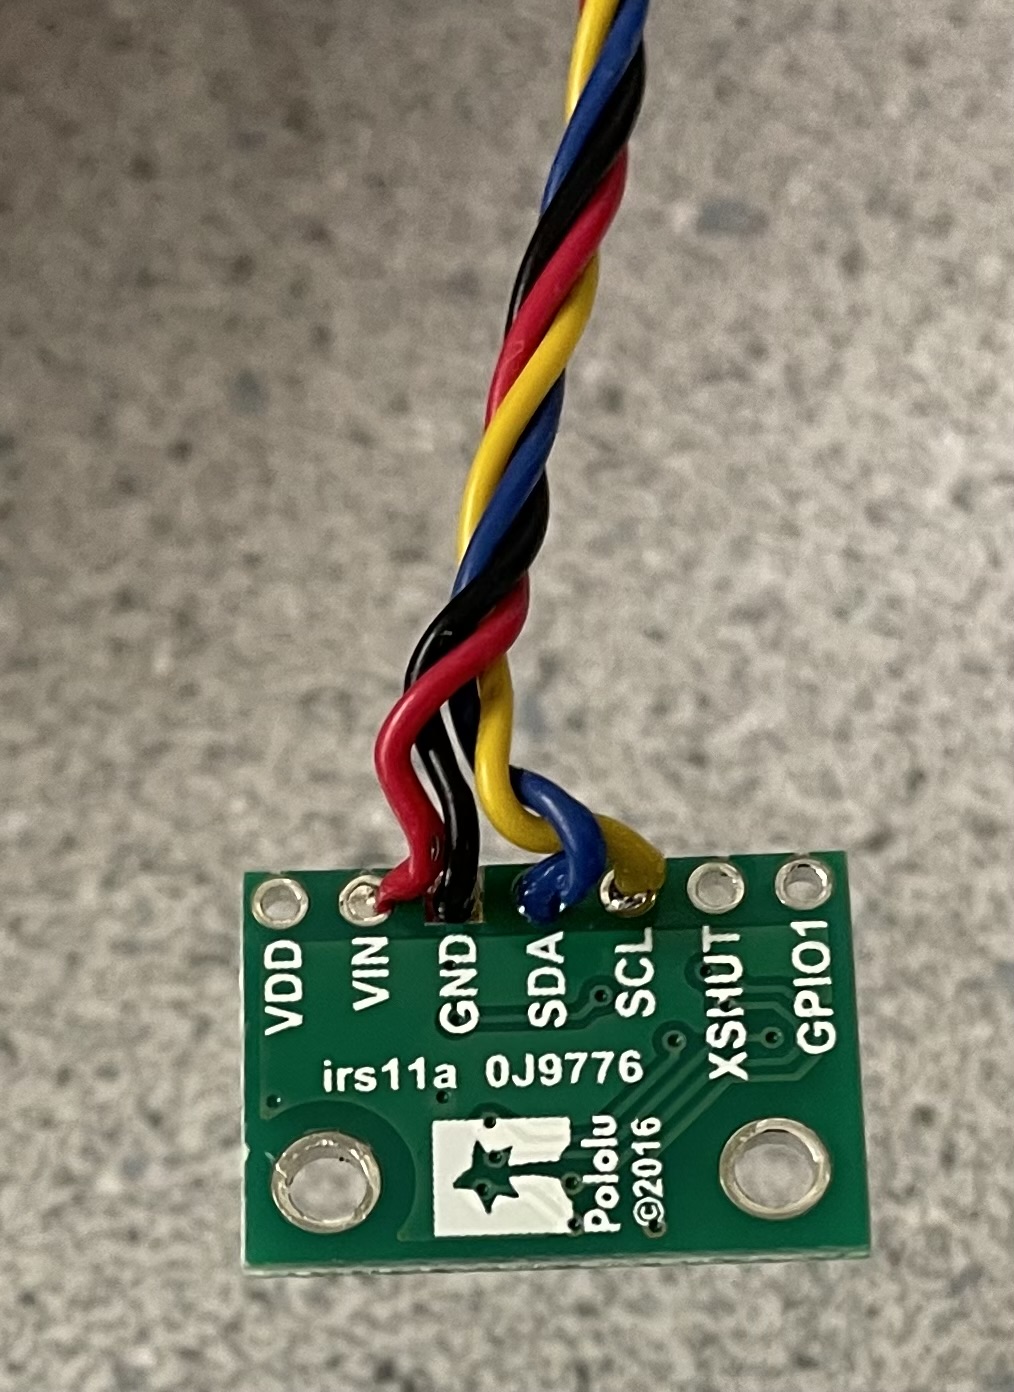 VDD
VIN
GND
SDA
SCL
XSHUT
GPIO1
irs11a 0J9776
Pololu
©2016